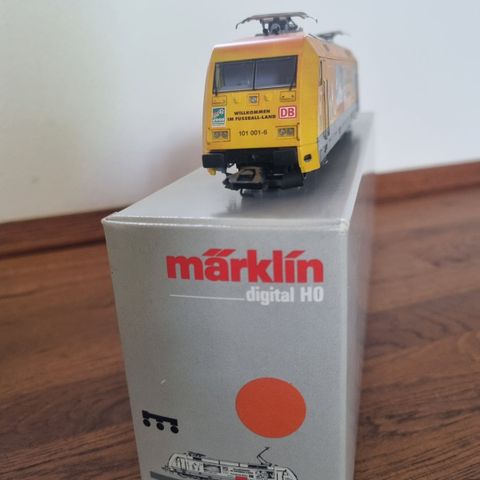 WILLKOMMEN
IM FUSSBALL-LAND
DB
101 001-6
märklin
digital H0